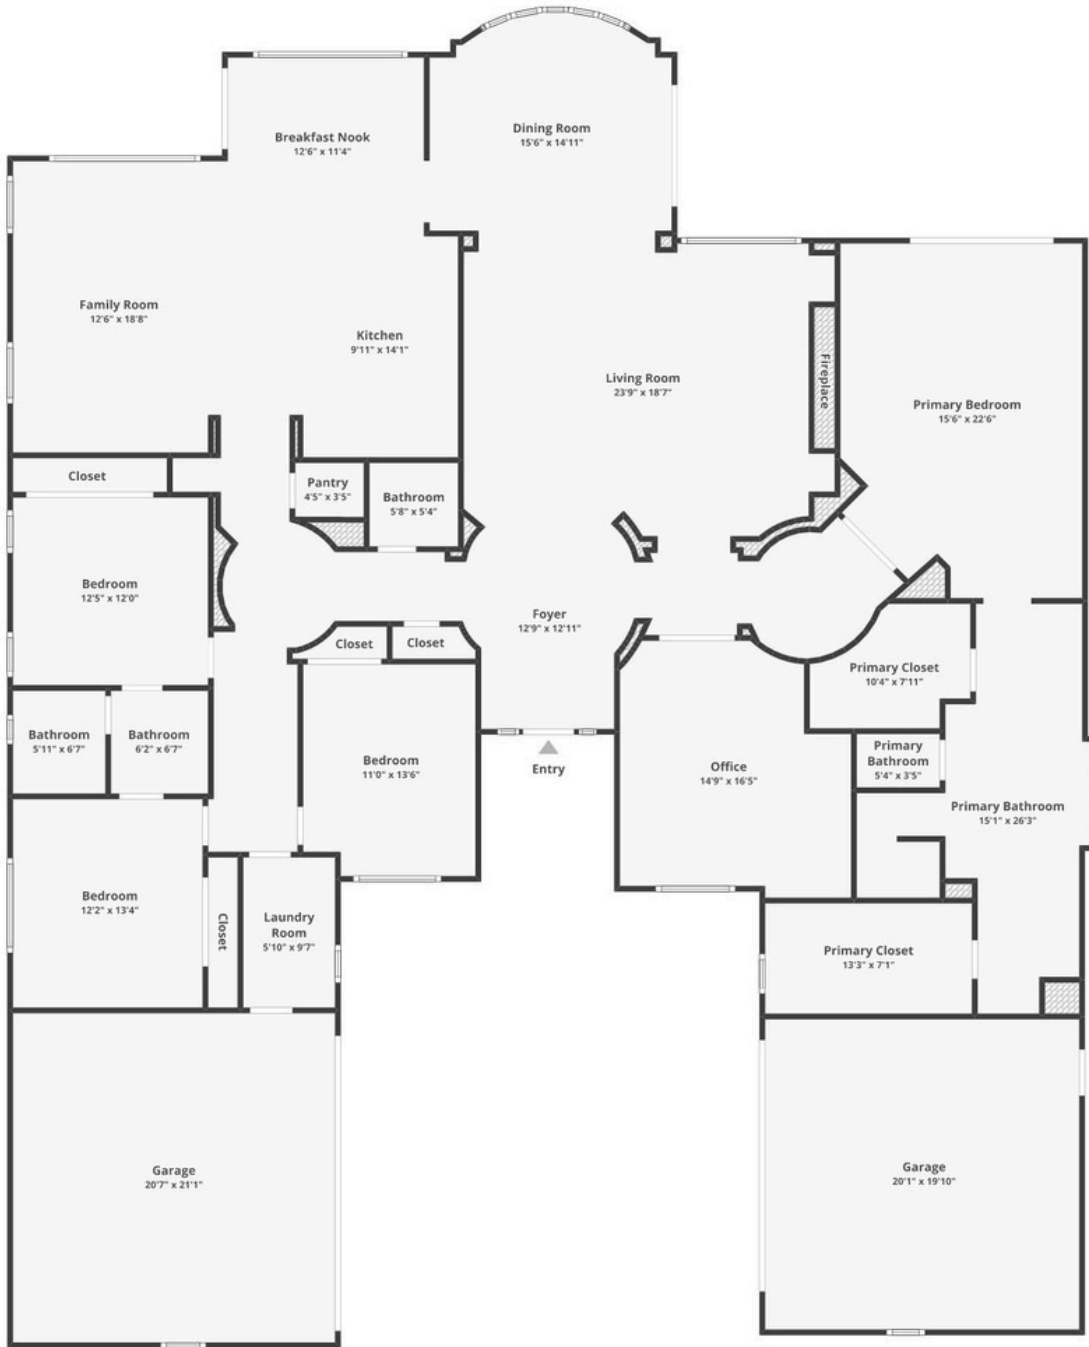 Breakfast Nook
12'6" x 11'4"
Dining Room
15'6" x 14'11"
Family Room
12'6" x 18'8"
Kitchen
9'11" x 14'1"
Living Room
23'9" x 18'7"
Fireplace
Primary Bedroom
15'6" x 22'6"
Closet
Pantry
4'5" x 3'5"
Bathroom
5'8" x 5'4"
Bedroom
12'5" x 12'0"
Foyer
12'9" x 12'11"
Closet
Closet
Primary Closet
10'4" x 7'11"
Bathroom
5'11" x 6'7"
Bathroom
6'2" x 6'7"
Bedroom
11'0" x 13'6"
Entry
Office
14'9" x 16'5"
Primary
Bathroom
5'4" x 3'5"
Primary Bathroom
15'1" x 26'3"
Bedroom
12'2" x 13'4"
Closet
Laundry
Room
5'10" x 9'7"
Primary Closet
13'3" x 7'1"
Garage
20'7" x 21'1"
Garage
20'1" x 19'10"